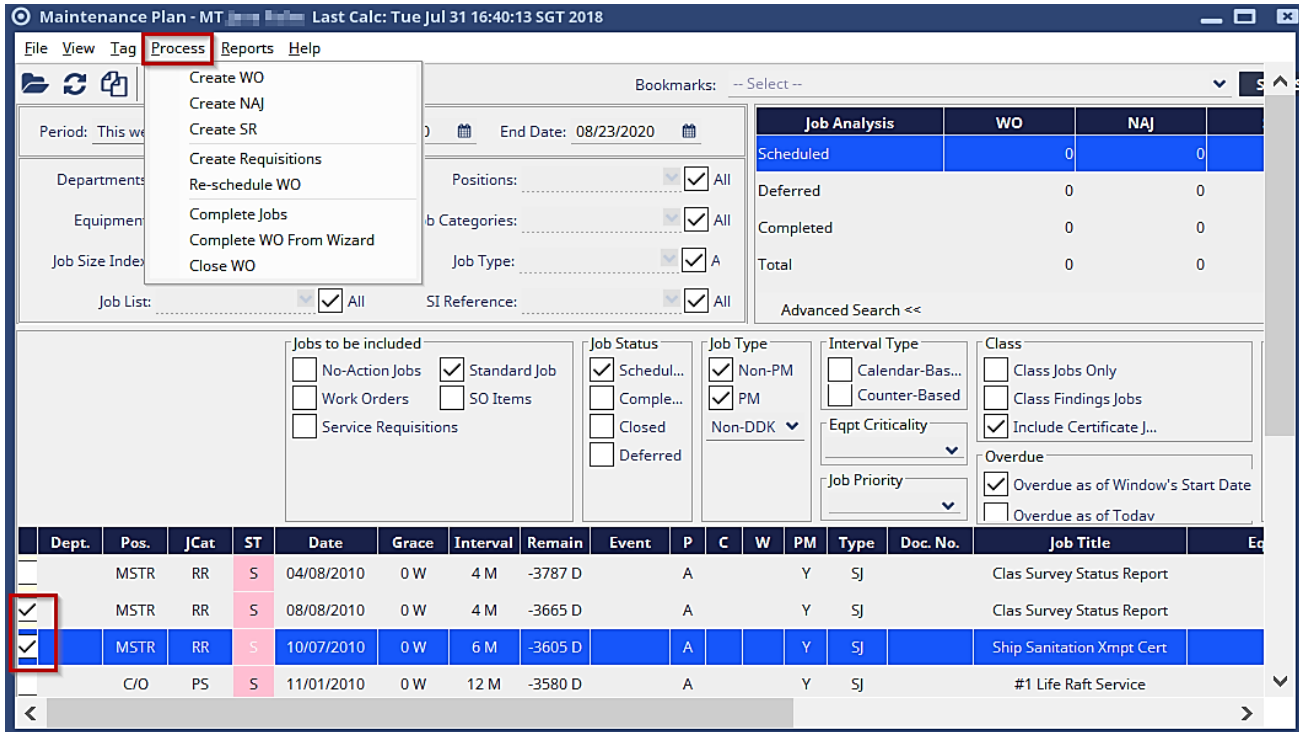 Maintenance Plan - MT Last Calc: Tue Jul 31 16:40:13 SGT 2018
File View Tag Process Reports Help
Create WO
Create NAJ
Create SR
Create Requisitions
Re-schedule WO
Complete Jobs
Complete WO From Wizard
Close WO
Bookmarks: -- Select --
Period: This we End Date: 08/23/2020
Departments Positions: All
Equipmen b Categories: All
Job Size Index Job Type: A
Job List: All SI Reference: All
Job Analysis WO NAJ
Scheduled 0 0
Deferred 0 0
Completed 0 0
Total 0 0
Advanced Search <<
Jobs to be included
No-Action Jobs Standard Job
Work Orders SO Items
Service Requisitions
Job Status
Schedul...
Comple...
Closed
Deferred
Job Type
Non-PM
PM
Non-DDK
Interval Type
Calendar-Bas...
Counter-Based
Eqpt Criticality
Job Priority
Class
Class Jobs Only
Class Findings Jobs
Include Certificate J...
Overdue
Overdue as of Window's Start Date
Overdue as of Today
Dept. Pos. JCat ST Date Grace Interval Remain Event P C W PM Type Doc. No. Job Title Eq
MSTR RR S 04/08/2010 0 W 4 M -3787 D A Y SJ Clas Survey Status Report
MSTR RR S 08/08/2010 0 W 4 M -3665 D A Y SJ Clas Survey Status Report
MSTR RR S 10/07/2010 0 W 6 M -3605 D A Y SJ Ship Sanitation Xmpt Cert
C/O PS S 11/01/2010 0 W 12 M -3580 D A Y SJ #1 Life Raft Service